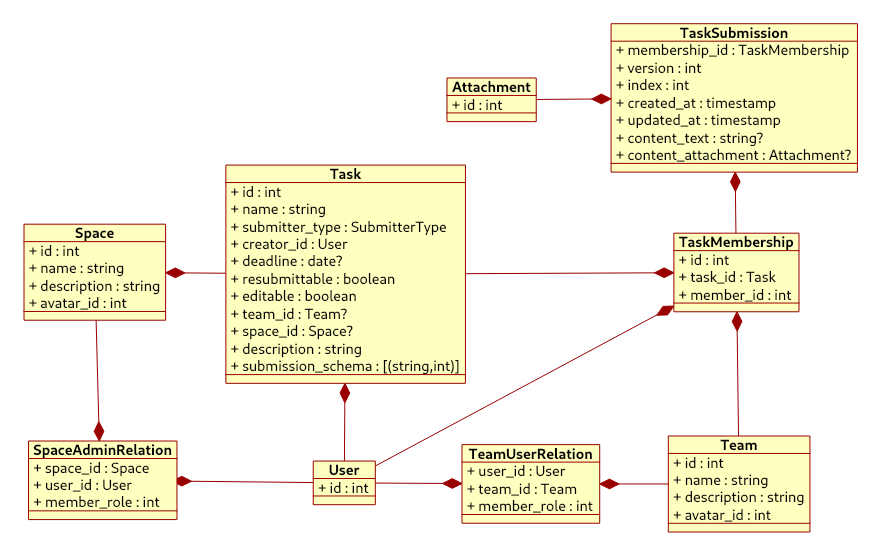 TaskSubmission
+ membership_id : TaskMembership
+ version : int
+ index : int
+ created_at : timestamp
+ updated_at : timestamp
+ content_text : string?
+ content_attachment : Attachment?
Attachment
+ id : int
Task
+ id : int
+ name : string
+ submitter_type : SubmitterType
+ creator_id : User
+ deadline : date?
+ resubmittable : boolean
+ editable : boolean
+ team_id : Team?
+ space_id : Space?
+ description : string
+ submission_schema : [(string,int)]
Space
+ id : int
+ name : string
+ description : string
+ avatar_id : int
TaskMembership
+ id : int
+ task_id : Task
+ member_id : int
SpaceAdminRelation
+ space_id : Space
+ user_id : User
+ member_role : int
User
+ id : int
TeamUserRelation
+ user_id : User
+ team_id : Team
+ member_role : int
Team
+ id : int
+ name : string
+ description : string
+ avatar_id : int